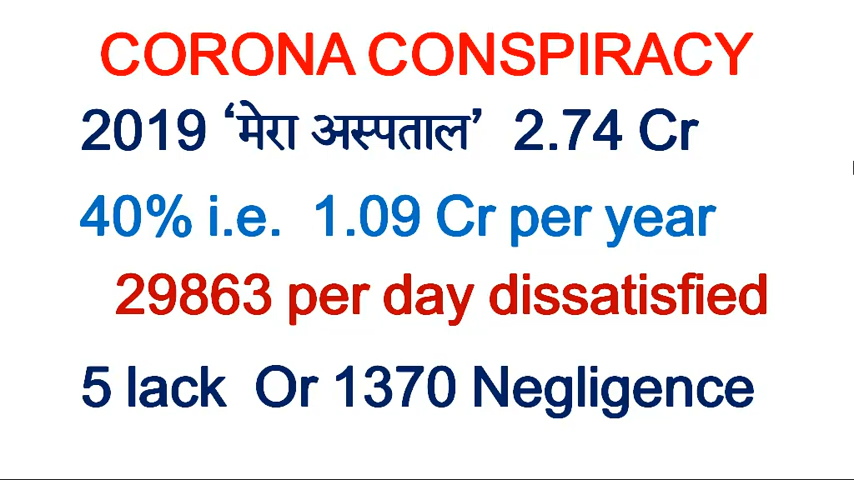 CORONA CONSPIRACY
2019 ‘मेरा अस्पताल’ 2.74 Cr
40% i.e. 1.09 Cr per year
29863 per day dissatisfied
5 lack Or 1370 Negligence